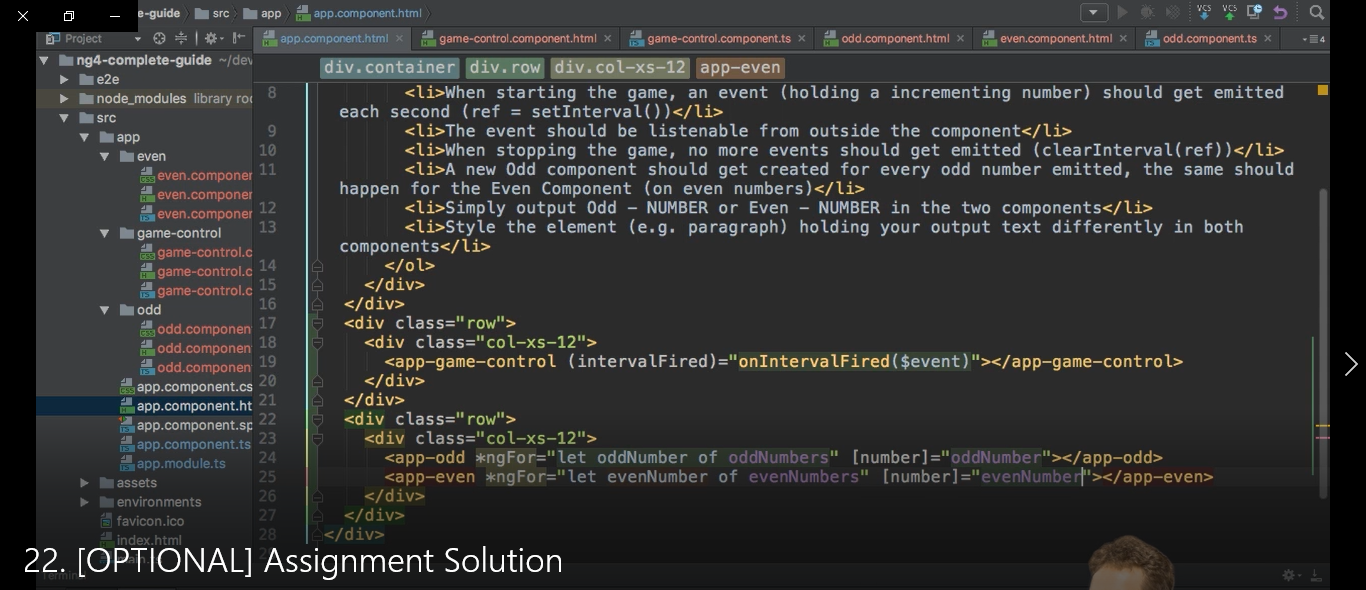 e-guide src app app.component.html
VCS VCS
Project
app.component.html game-control.component.html game-control.component.ts odd.component.html even.component.html odd.component.ts 4
ng4-complete-guide ~/dev
e2e
node_modules library roo
src
app
even
even.componen
even.componen
even.componen
game-control
game-control.c
game-control.c
game-control.c
odd
odd.componen
odd.componen
odd.componen
app.component.cs
app.component.ht
app.component.sp
app.component.ts
app.module.ts
assets
environments
favicon.ico
index.html
main.ts
div.container div.row div.col-xs-12 app-even
8 <li>When starting the game, an event (holding a incrementing number) should get emitted
each second (ref = setInterval())</li>
9 <li>The event should be listenable from outside the component</li>
10 <li>When stopping the game, no more events should get emitted (clearInterval(ref))</li>
11 <li>A new Odd component should get created for every odd number emitted, the same should
happen for the Even Component (on even numbers)</li>
12 <li>Simply output Odd - NUMBER or Even - NUMBER in the two components</li>
13 <li>Style the element (e.g. paragraph) holding your output text differently in both
components</li>
14 </ol>
15 </div>
16 </div>
17 <div class="row">
18 <div class="col-xs-12">
19 <app-game-control (intervalFired)="onIntervalFired($event)"></app-game-control>
20 </div>
21 </div>
22 <div class="row">
23 <div class="col-xs-12">
24 <app-odd *ngFor="let oddNumber of oddNumbers" [number]="oddNumber"></app-odd>
25 <app-even *ngFor="let evenNumber of evenNumbers" [number]="evenNumber"></app-even>
26 </div>
27 </div>
28 </div>
22. [OPTIONAL] Assignment Solution
Terminal